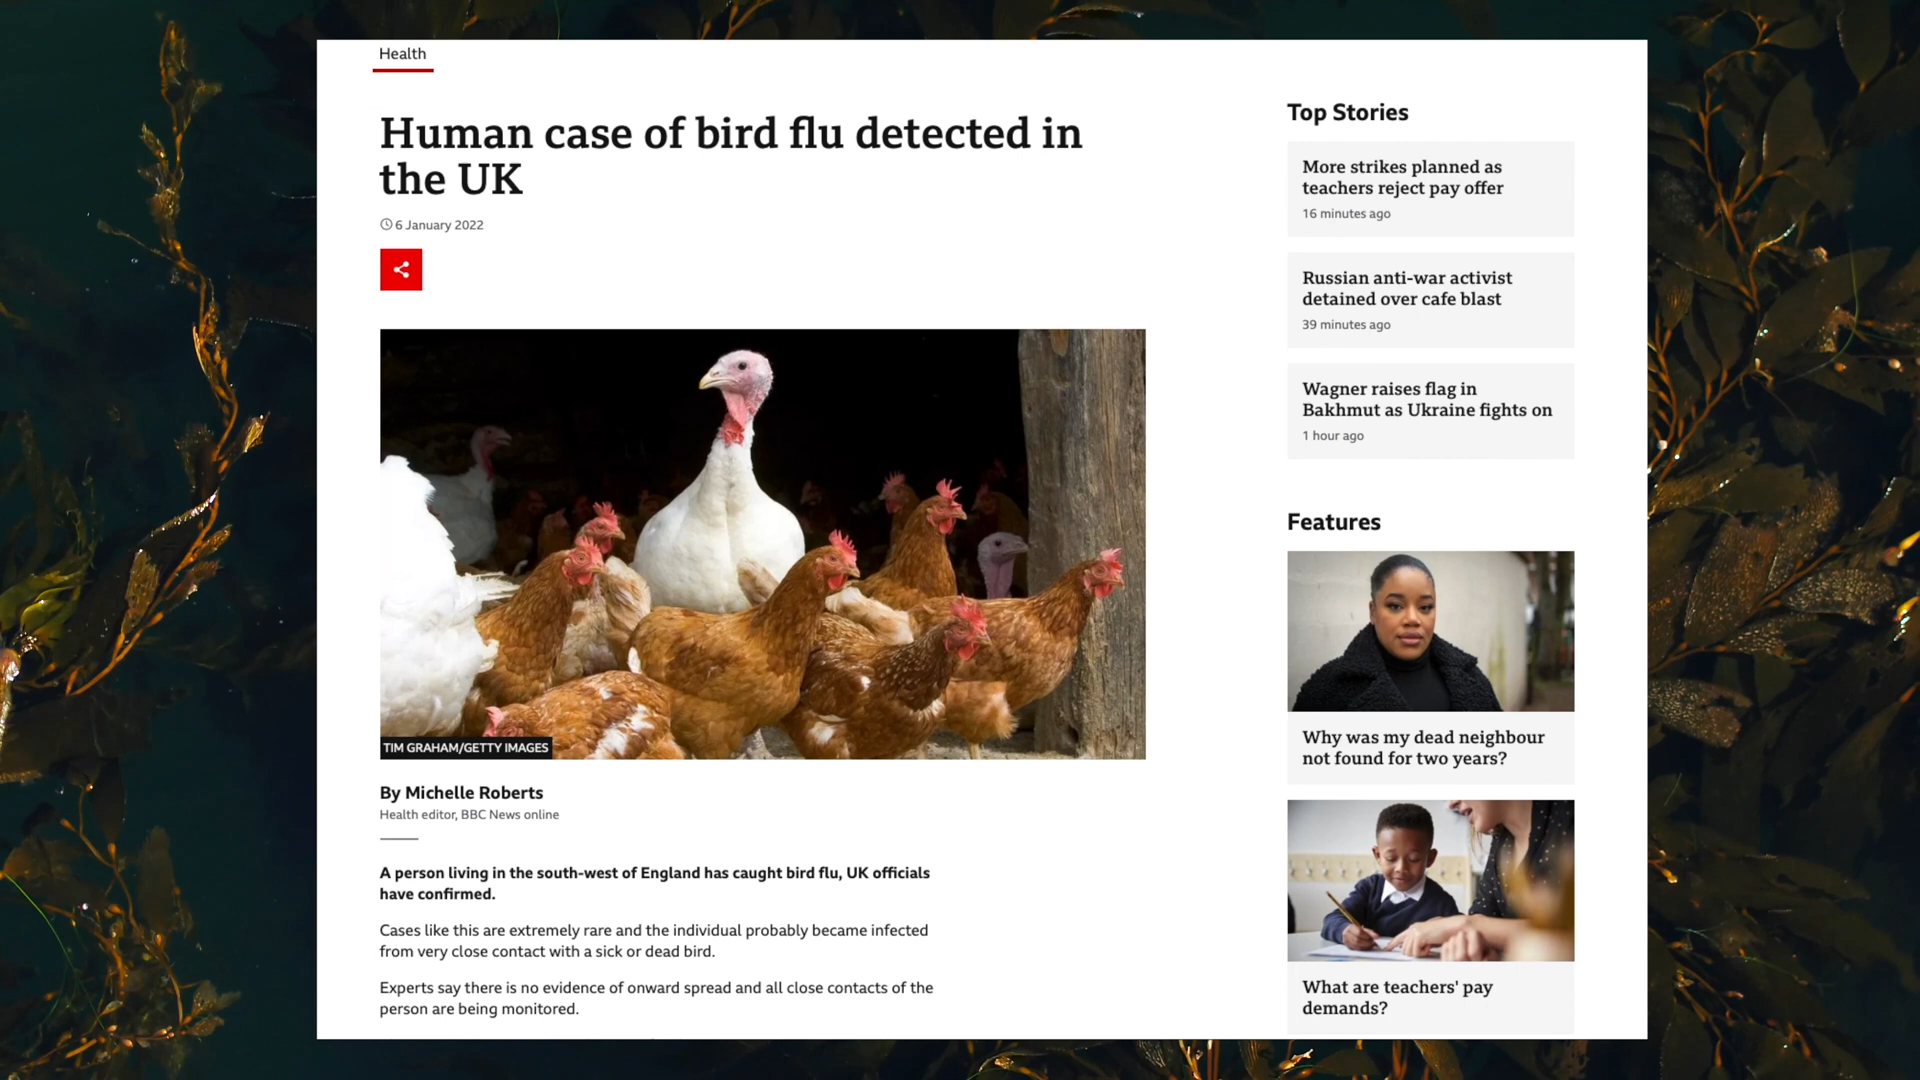 Health
Human case of bird flu detected in
the UK
6 January 2022
TIM GRAHAM/GETTY IMAGES
By Michelle Roberts
Health editor, BBC News online
A person living in the south-west of England has caught bird flu, UK officials
have confirmed.
Cases like this are extremely rare and the individual probably became infected
from very close contact with a sick or dead bird.
Experts say there is no evidence of onward spread and all close contacts of the
person are being monitored.
Top Stories
More strikes planned as
teachers reject pay offer
16 minutes ago
Russian anti-war activist
detained over cafe blast
39 minutes ago
Wagner raises flag in
Bakhmut as Ukraine fights on
1 hour ago
Features
Why was my dead neighbour
not found for two years?
What are teachers' pay
demands?